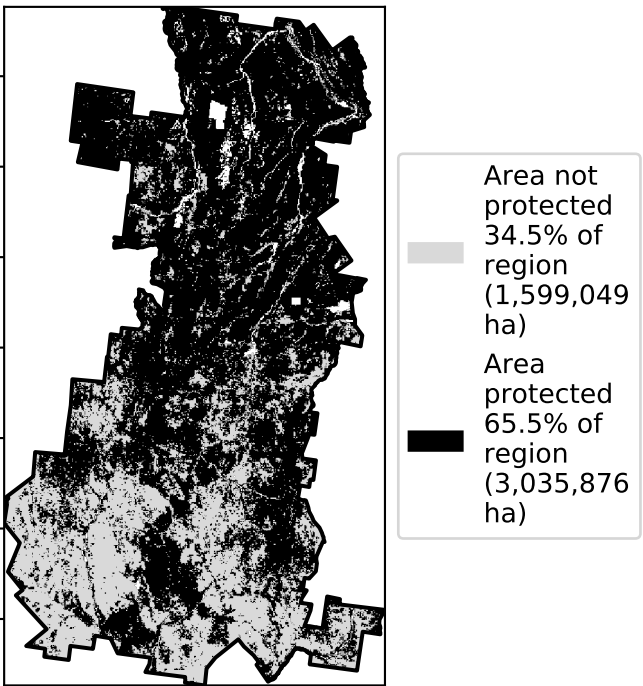 Area not
protected
34.5% of
region
(1,599,049
ha)
Area
protected
65.5% of
region
(3,035,876
ha)